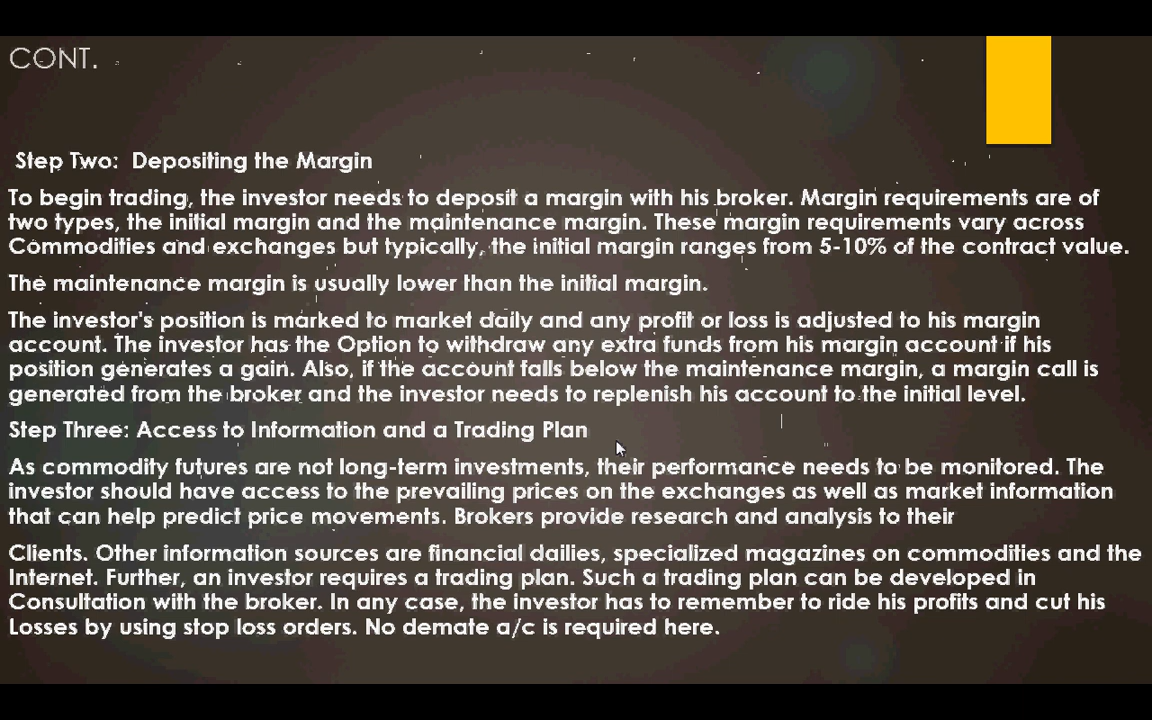 CONT.
Step Two: Depositing the Margin
To begin trading, the investor needs to deposit a margin with his broker. Margin requirements are of
two types, the initial margin and the maintenance margin. These margin requirements vary across
Commodities and exchanges but typically, the initial margin ranges from 5-10% of the contract value.
The maintenance margin is usually lower than the initial margin.
The investor's position is marked to market daily and any profit or loss is adjusted to his margin
account. The investor has the Option to withdraw any extra funds from his margin account if his
position generates a gain. Also, if the account falls below the maintenance margin, a margin call is
generated from the broker and the investor needs to replenish his account to the initial level.
Step Three: Access to Information and a Trading Plan
As commodity futures are not long-term investments, their performance needs to be monitored. The
investor should have access to the prevailing prices on the exchanges as well as market information
that can help predict price movements. Brokers provide research and analysis to their
Clients. Other information sources are financial dailies, specialized magazines on commodities and the
Internet. Further, an investor requires a trading plan. Such a trading plan can be developed in
Consultation with the broker. In any case, the investor has to remember to ride his profits and cut his
Losses by using stop loss orders. No demate a/c is required here.